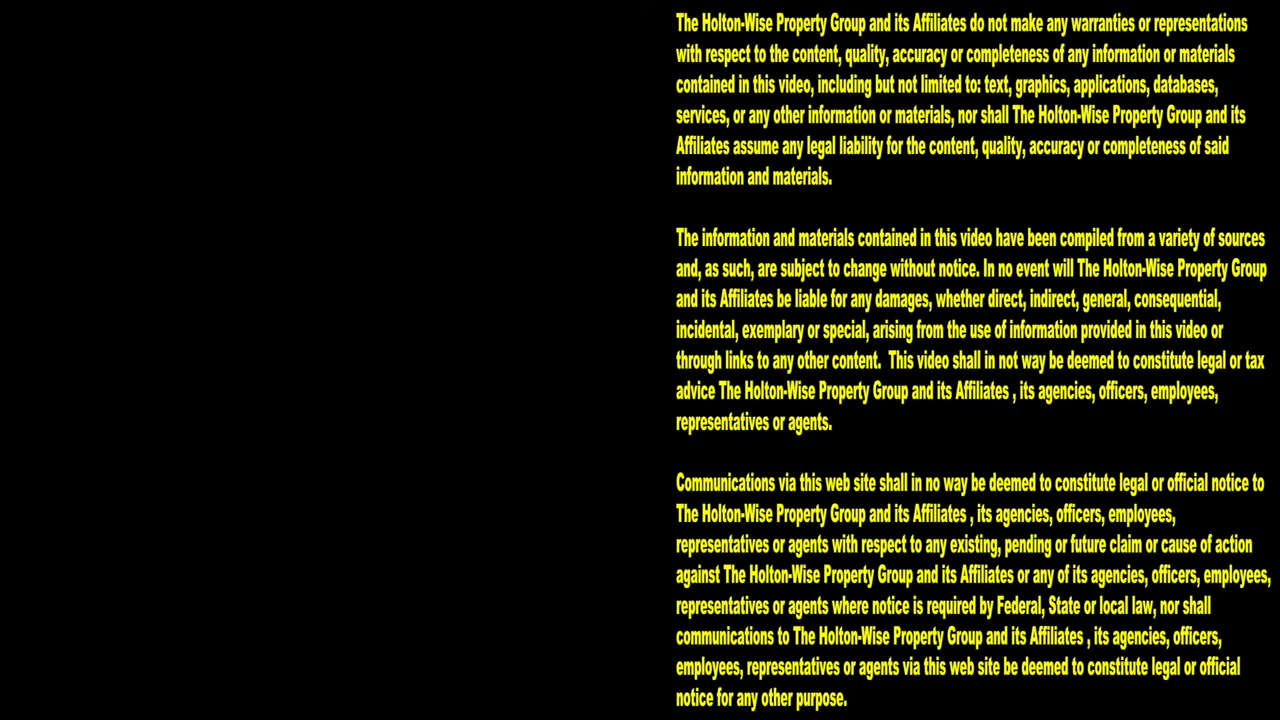 The Holton-Wise Property Group and its Affiliates do not make any warranties or representations
with respect to the content, quality, accuracy or completeness of any information or materials
contained in this video, including but not limited to: text, graphics, applications, databases,
services, or any other information or materials, nor shall The Holton-Wise Property Group and its
Affiliates assume any legal liability for the content, quality, accuracy or completeness of said
information and materials.
The information and materials contained in this video have been compiled from a variety of sources
and, as such, are subject to change without notice. In no event will The Holton-Wise Property Group
and its Affiliates be liable for any damages, whether direct, indirect, general, consequential,
incidental, exemplary or special, arising from the use of information provided in this video or
through links to any other content.  This video shall in not way be deemed to constitute legal or tax
advice The Holton-Wise Property Group and its Affiliates , its agencies, officers, employees,
representatives or agents.
Communications via this web site shall in no way be deemed to constitute legal or official notice to
The Holton-Wise Property Group and its Affiliates , its agencies, officers, employees,
representatives or agents with respect to any existing, pending or future claim or cause of action
against The Holton-Wise Property Group and its Affiliates or any of its agencies, officers, employees,
representatives or agents where notice is required by Federal, State or local law, nor shall
communications to The Holton-Wise Property Group and its Affiliates , its agencies, officers,
employees, representatives or agents via this web site be deemed to constitute legal or official
notice for any other purpose.